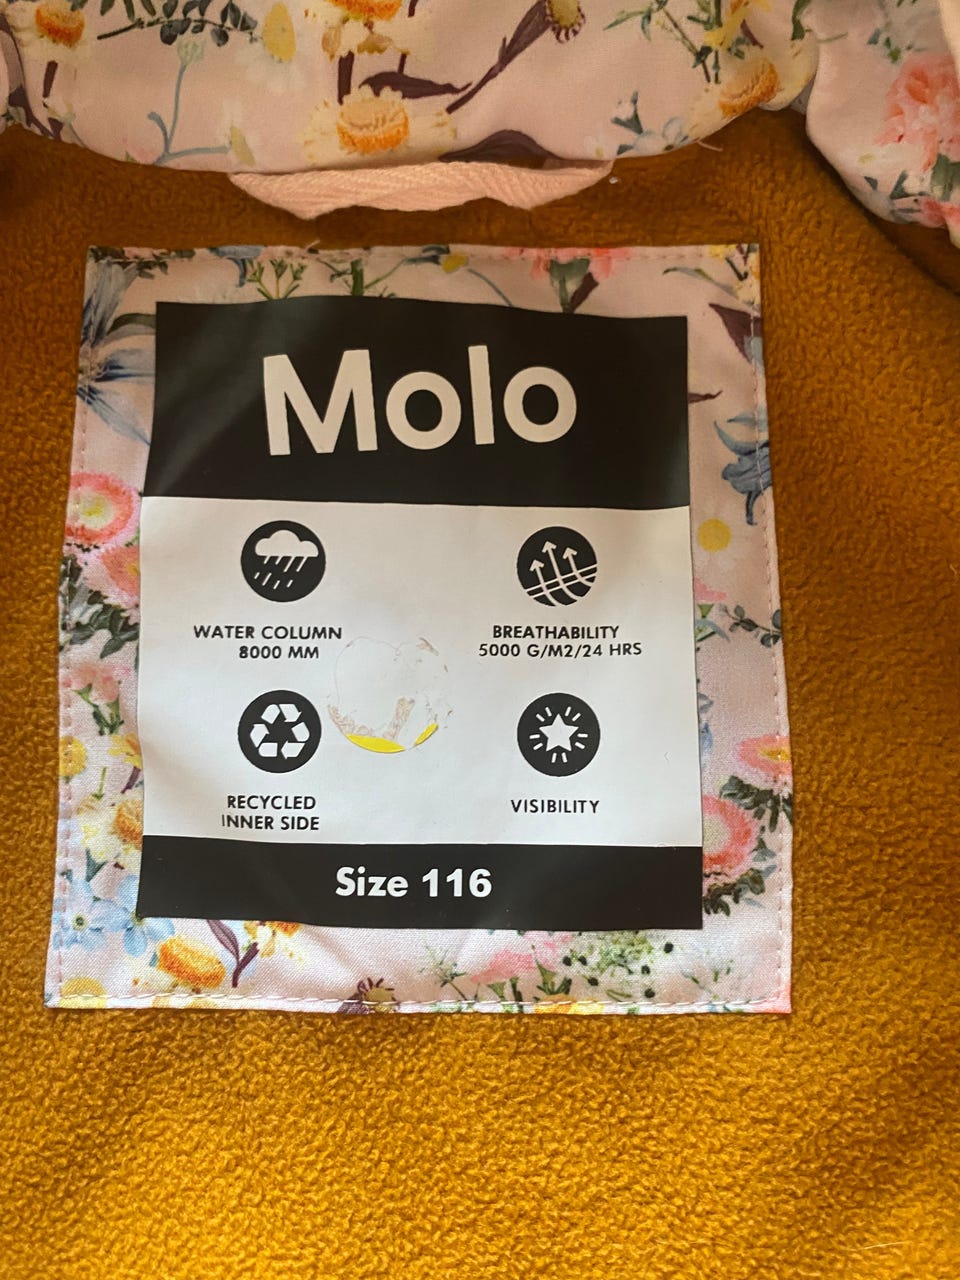 Molo
WATER COLUMN
8000 MM
BREATHABILITY
5000 G/M2/24 HRS
RECYCLED
INNER SIDE
VISIBILITY
Size 116